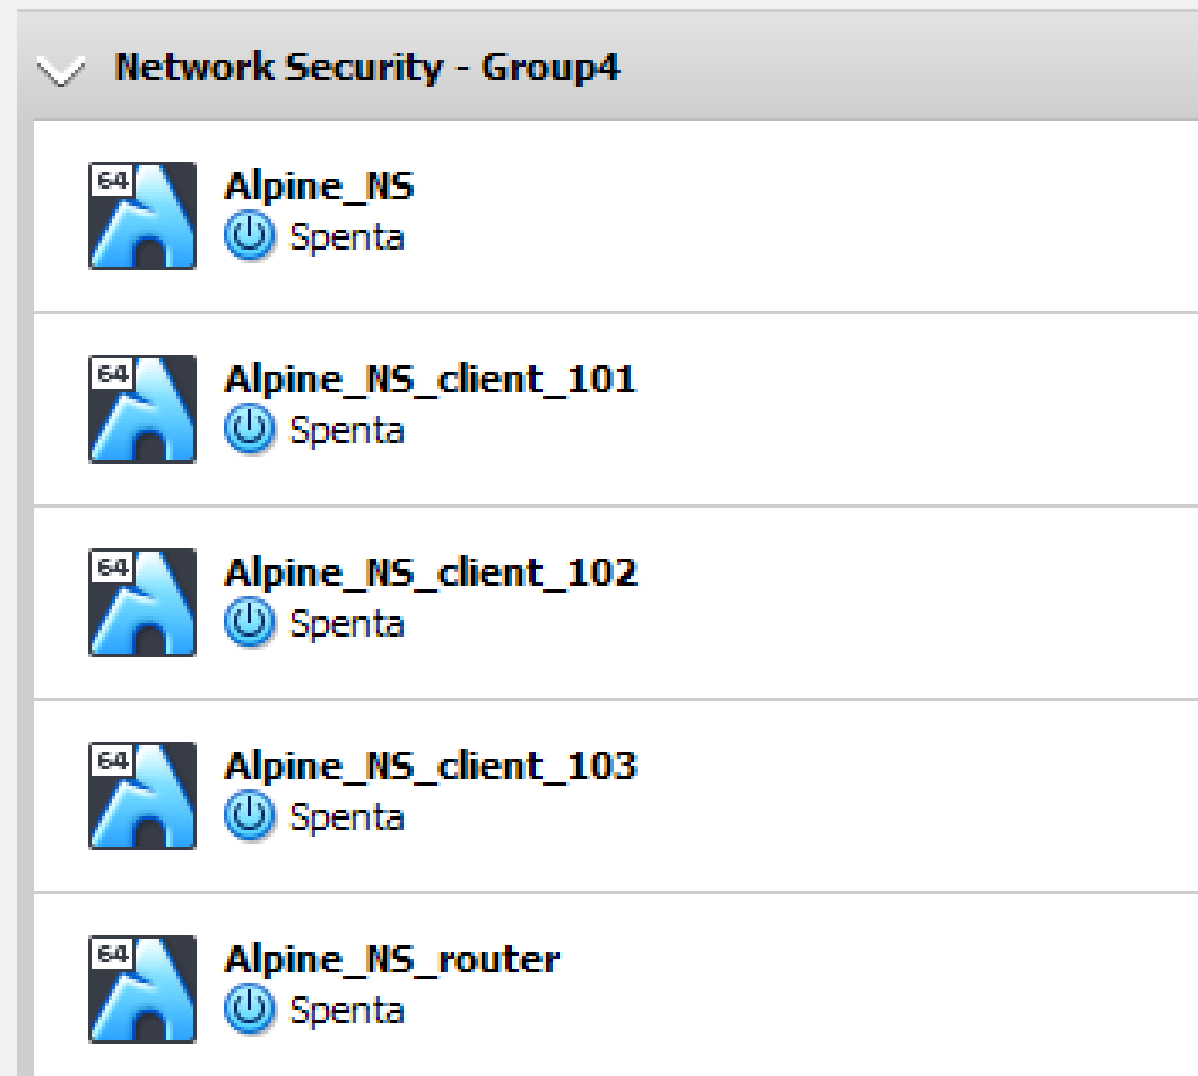 Network Security - Group4
64
Alpine_NS
Spenta
64
Alpine_NS_client_101
Spenta
64
Alpine_NS_client_102
Spenta
64
Alpine_NS_client_103
Spenta
64
Alpine_NS_router
Spenta